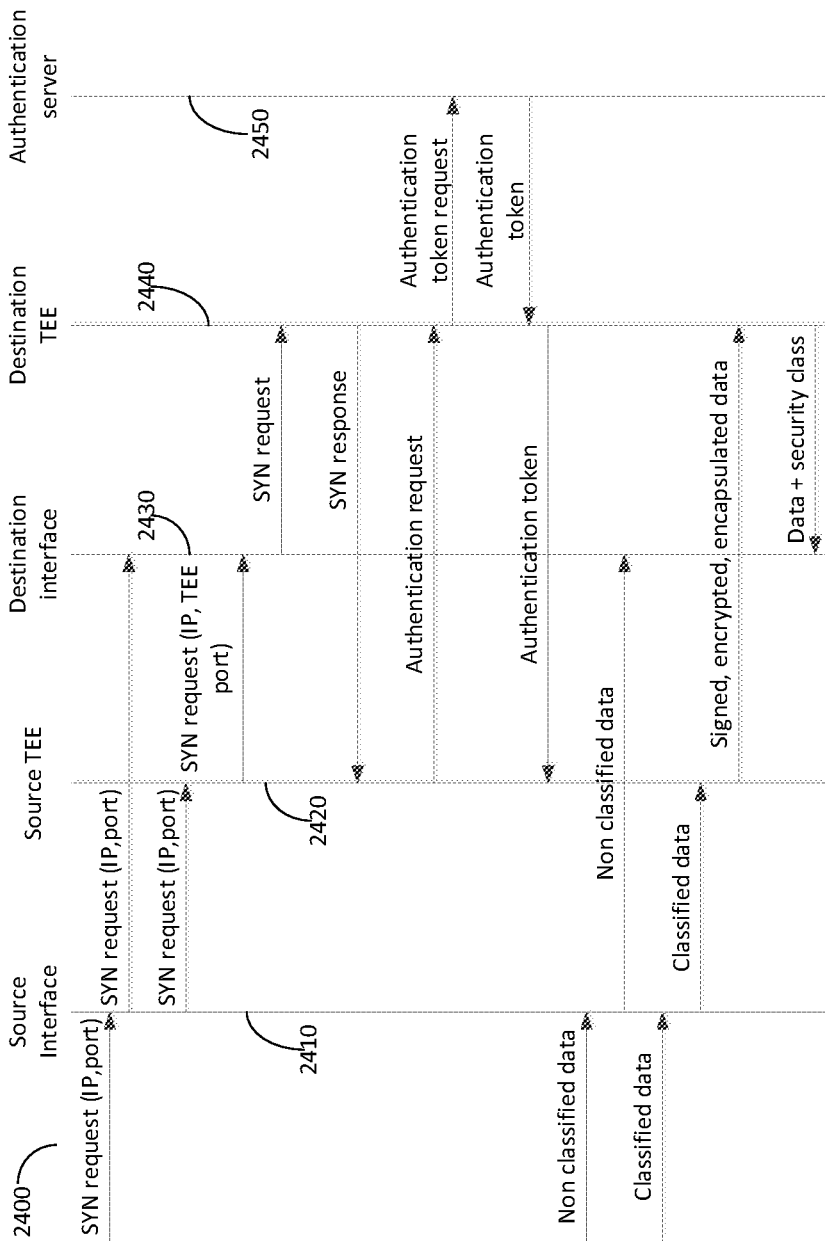 2400
Source
Interface
Source TEE
Destination
interface
Destination
TEE
Authentication
server
2410
2420
2430
2440
2450
SYN request (IP,port)
SYN request (IP,port)
SYN request (IP,port)
SYN request (IP, TEE
port)
SYN request
SYN response
Authentication request
Authentication
token request
Authentication
token
Authentication token
Non classified data
Non classified data
Classified data
Classified data
Signed, encrypted, encapsulated data
Data + security class